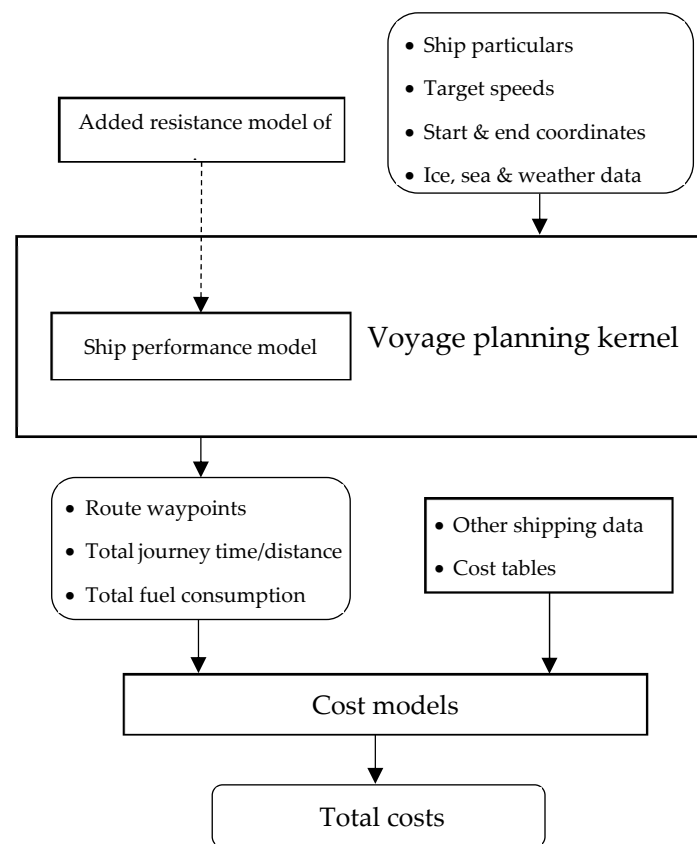 • Ship particulars
• Target speeds
• Start & end coordinates
• Ice, sea & weather data
Added resistance model of
Ship performance model
Voyage planning kernel
• Route waypoints
• Total journey time/distance
• Total fuel consumption
• Other shipping data
• Cost tables
Cost models
Total costs